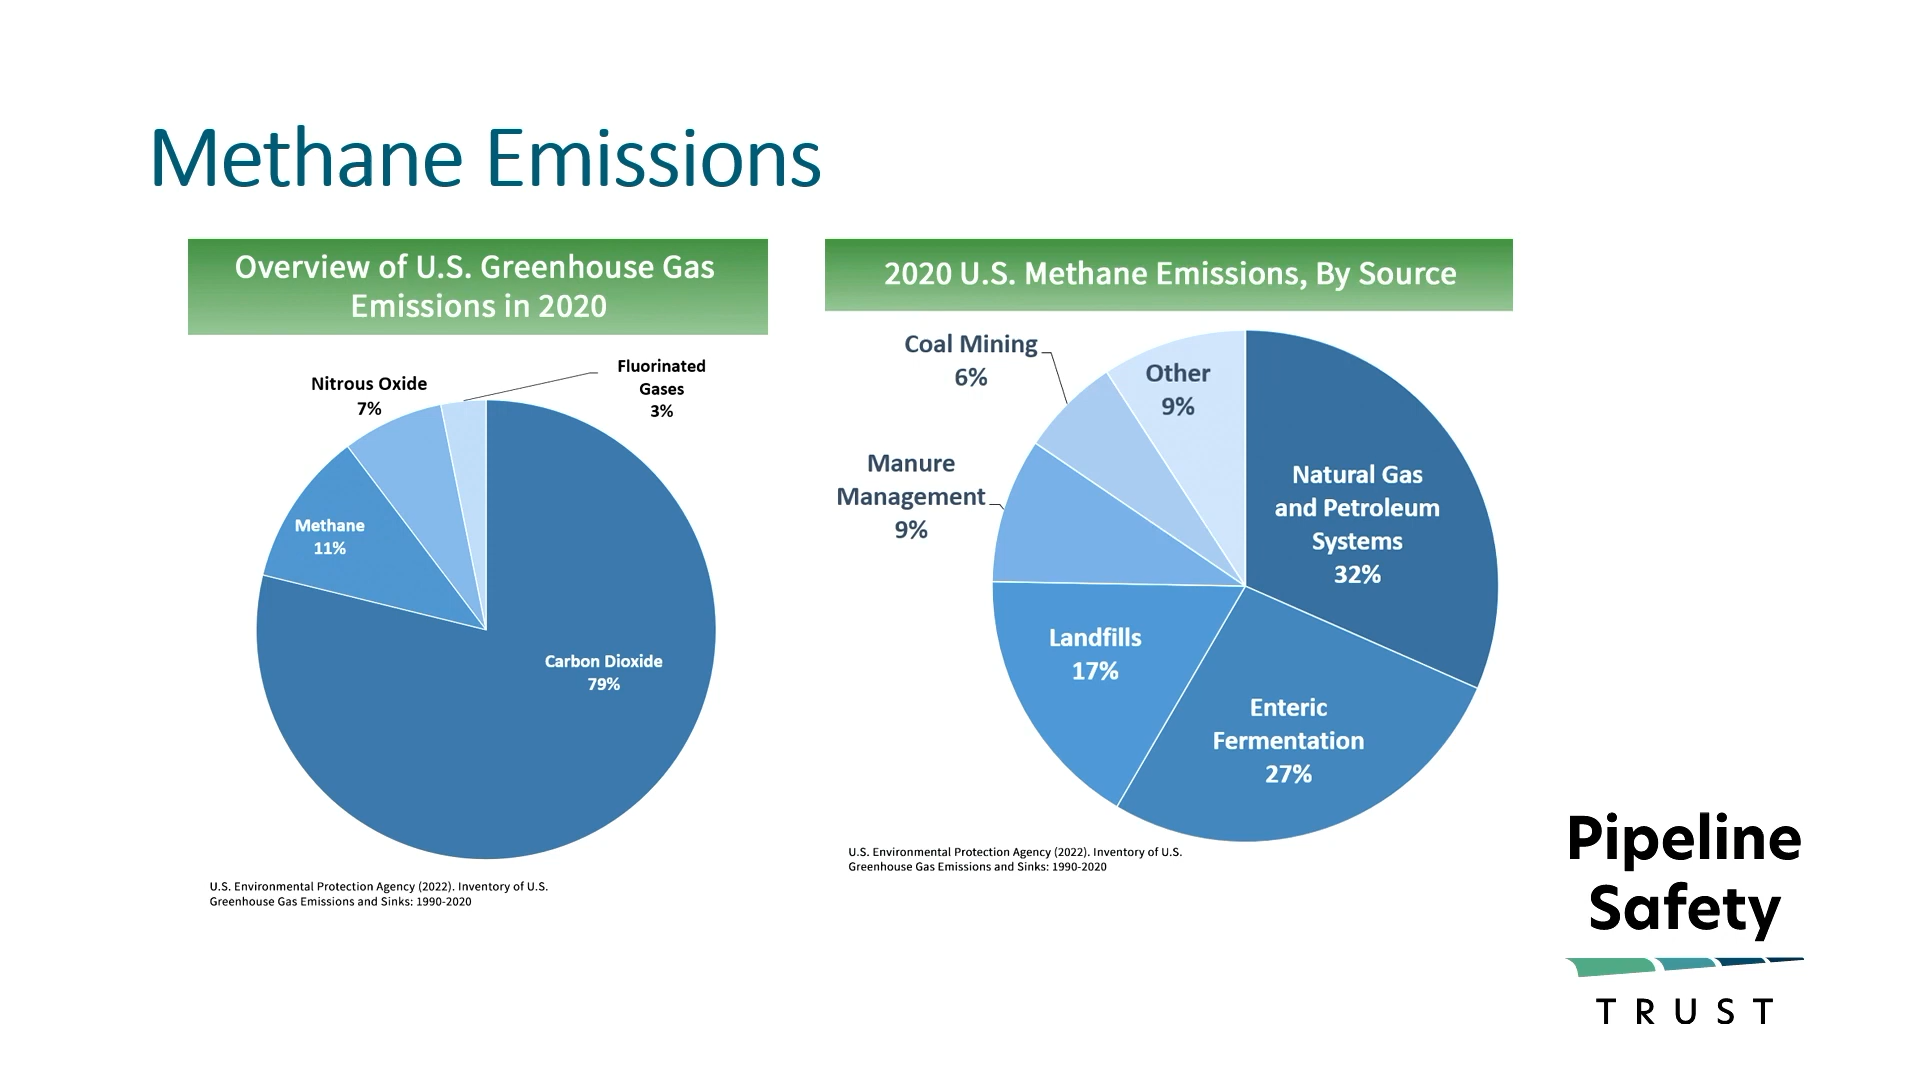 Methane Emissions
Overview of U.S. Greenhouse Gas
Emissions in 2020
Nitrous Oxide
7%
Fluorinated
Gases
3%
Methane
11%
Carbon Dioxide
79%
U.S. Environmental Protection Agency (2022). Inventory of U.S.
Greenhouse Gas Emissions and Sinks: 1990-2020
2020 U.S. Methane Emissions, By Source
Coal Mining
6%
Other
9%
Manure
Management
9%
Natural Gas
and Petroleum
Systems
32%
Landfills
17%
Enteric
Fermentation
27%
U.S. Environmental Protection Agency (2022). Inventory of U.S.
Greenhouse Gas Emissions and Sinks: 1990-2020
Pipeline
Safety
TRUST